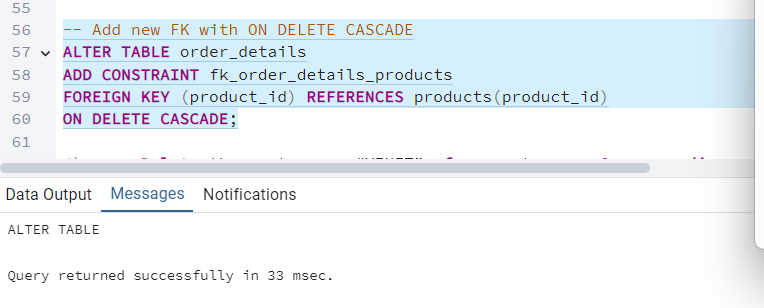 55
56 -- Add new FK with ON DELETE CASCADE
57 ALTER TABLE order_details
58 ADD CONSTRAINT fk_order_details_products
59 FOREIGN KEY (product_id) REFERENCES products(product_id)
60 ON DELETE CASCADE;
61
Data Output Messages Notifications
ALTER TABLE
Query returned successfully in 33 msec.